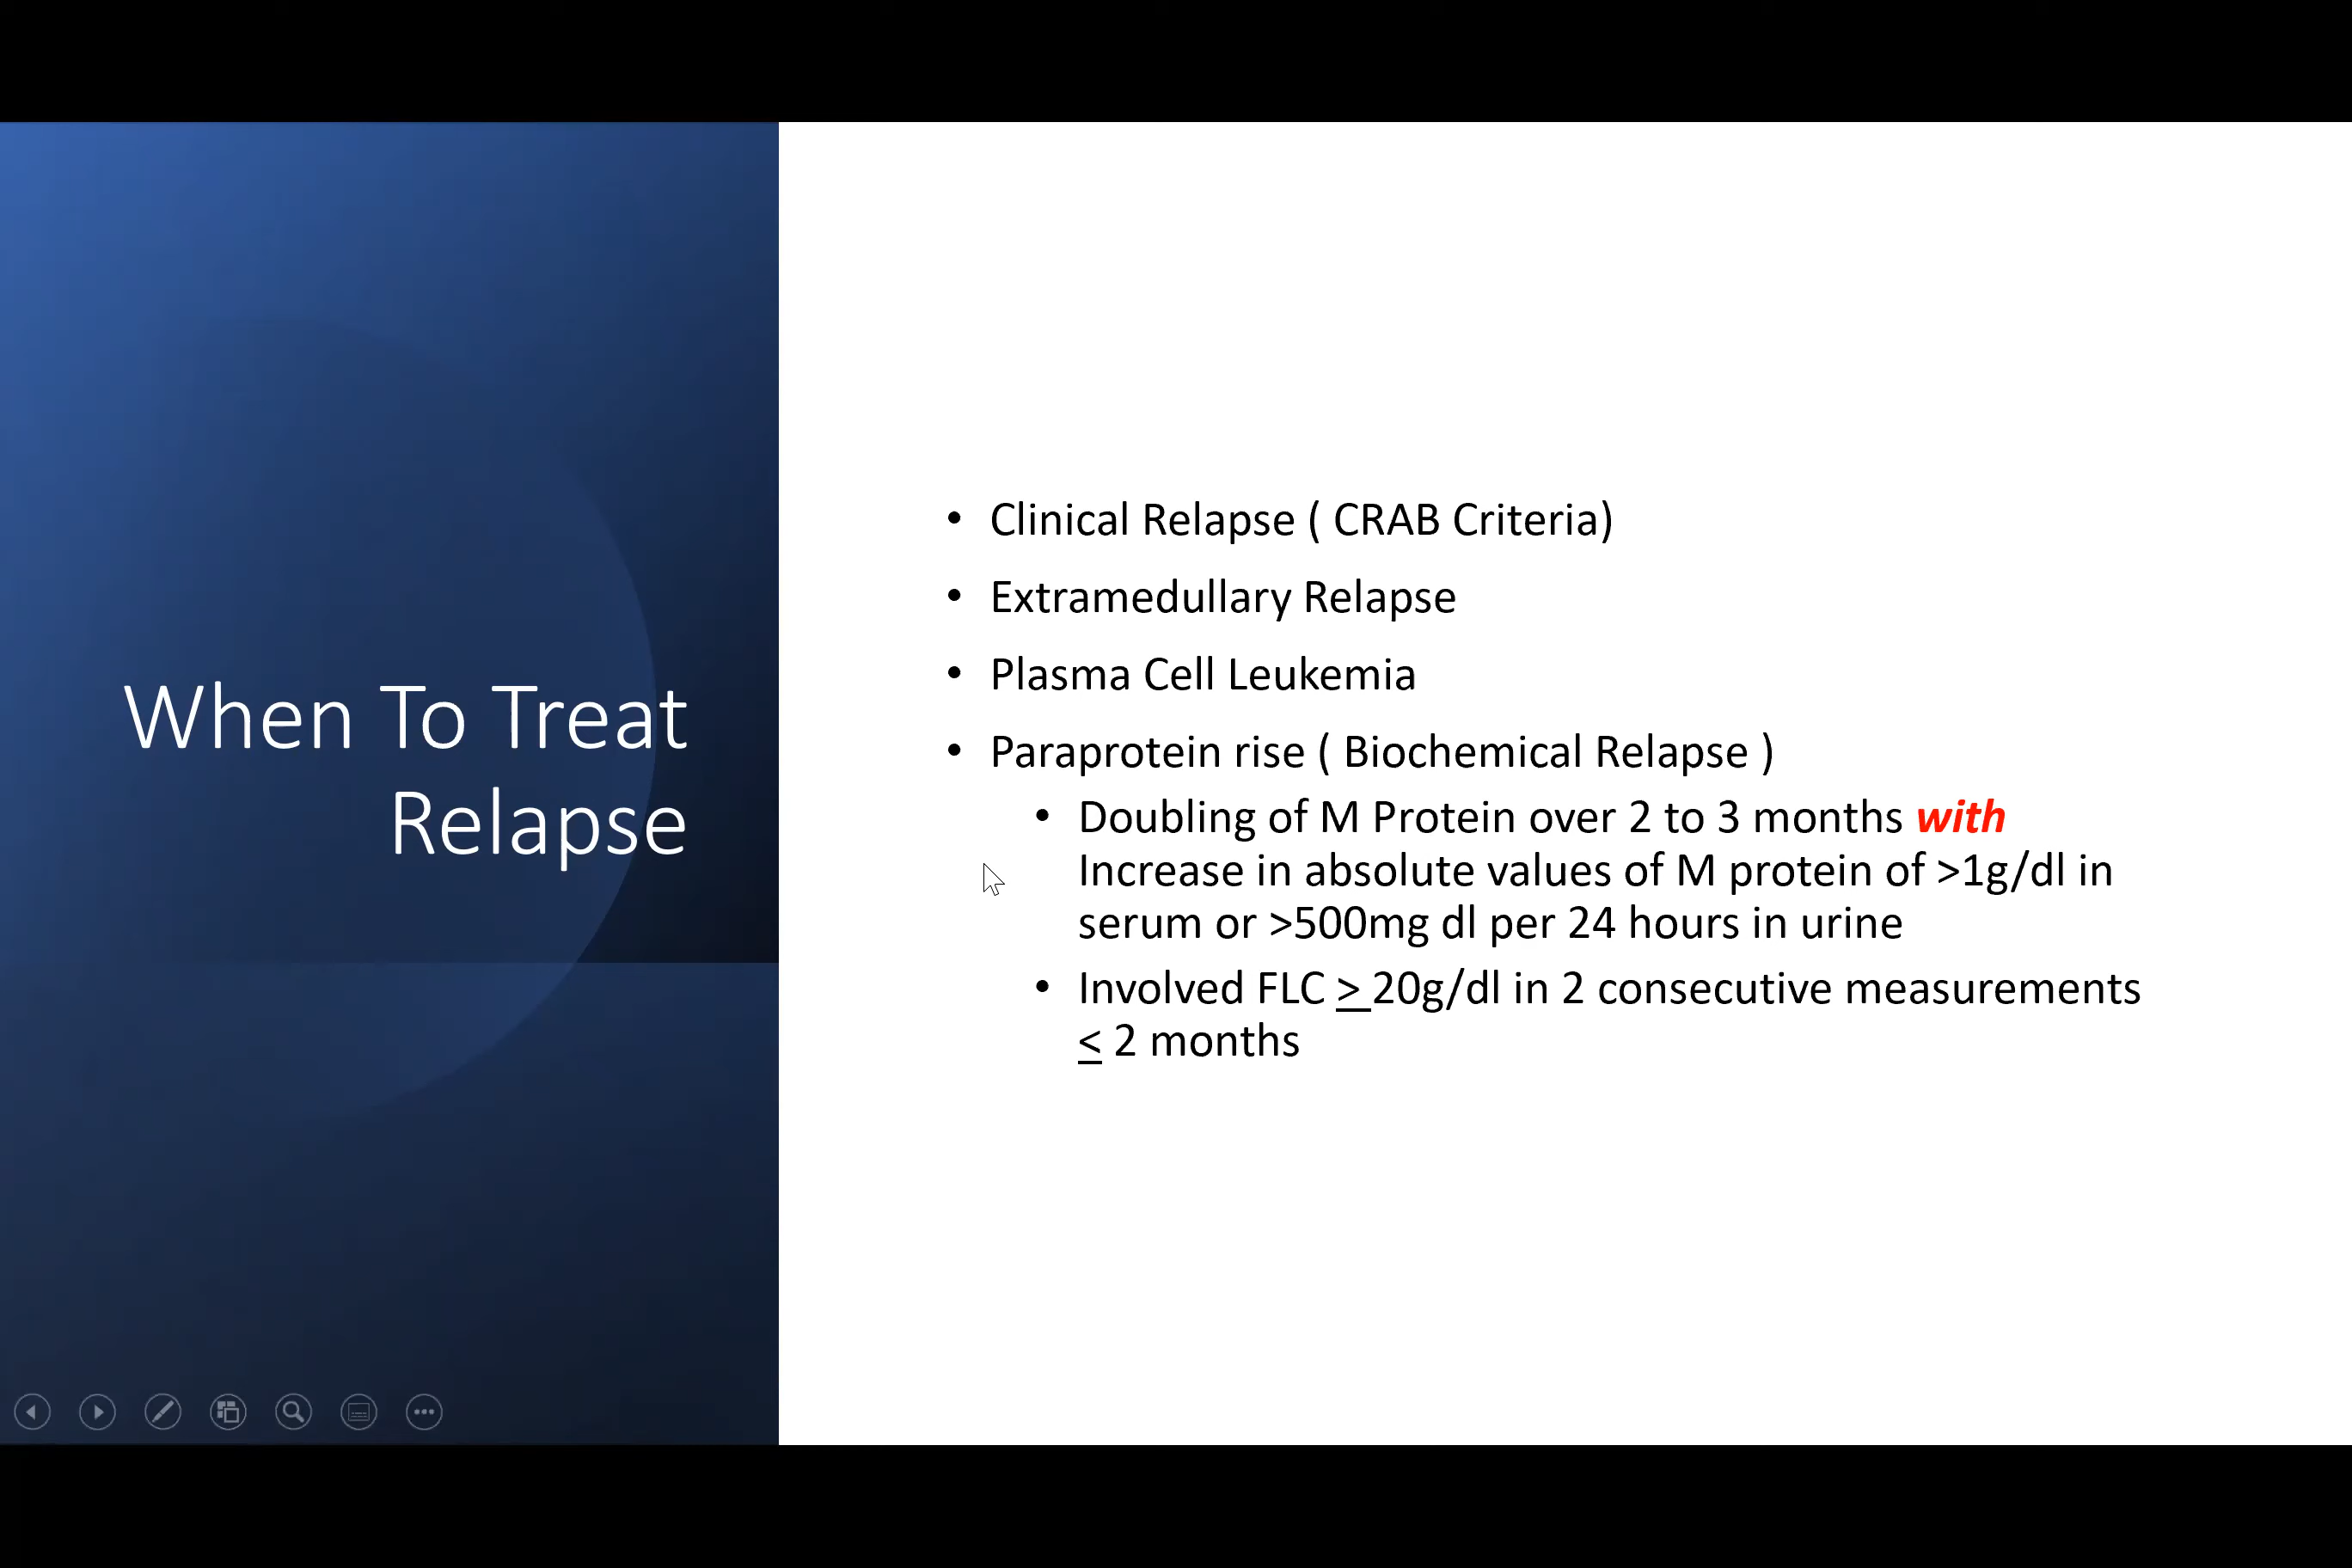 When To Treat
Relapse
• Clinical Relapse ( CRAB Criteria)
• Extramedullary Relapse
• Plasma Cell Leukemia
• Paraprotein rise ( Biochemical Relapse )
• Doubling of M Protein over 2 to 3 months with
Increase in absolute values of M protein of >1g/dl in
serum or >500mg dl per 24 hours in urine
• Involved FLC ≥ 20g/dl in 2 consecutive measurements
≤ 2 months